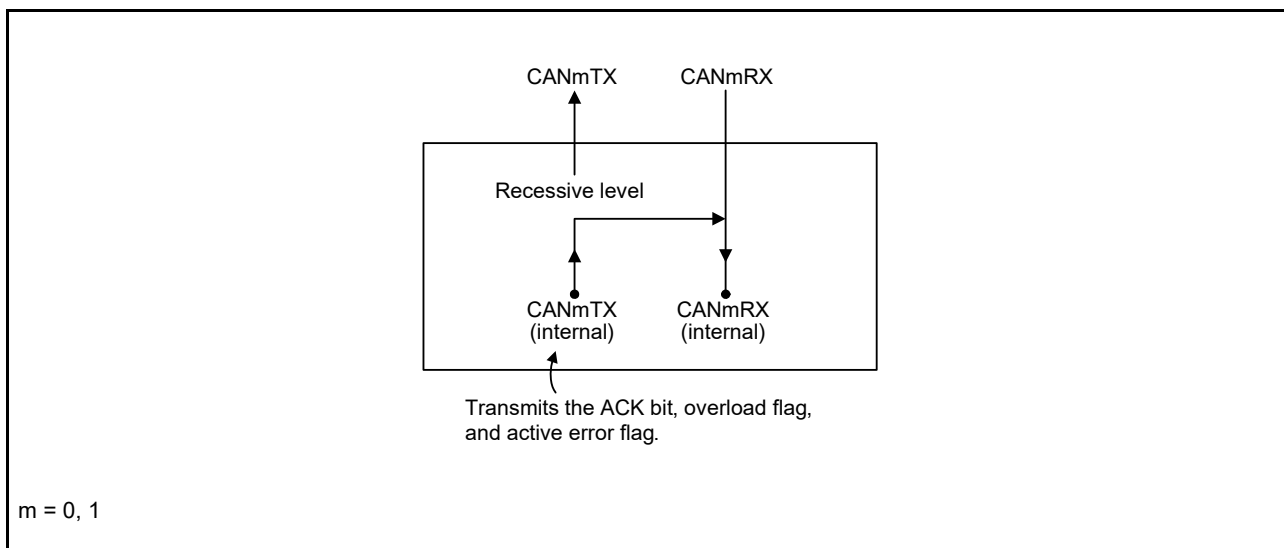 CANmTX CANmRX
Recessive level
CANmTX CANmRX
(internal) (internal)
Transmits the ACK bit, overload flag,
and active error flag.
m = 0, 1